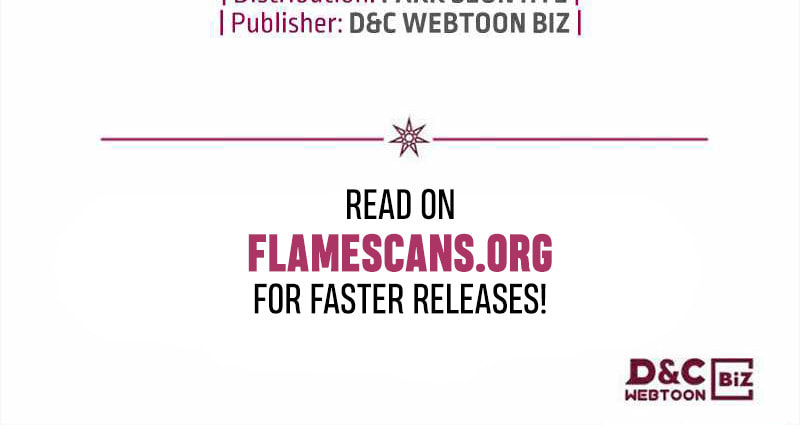 | Publisher: D&C WEBTOON BIZ |
READ ON
FLAMESCANS.ORG
FOR FASTER RELEASES!
D&C BiZ
WEBTOON